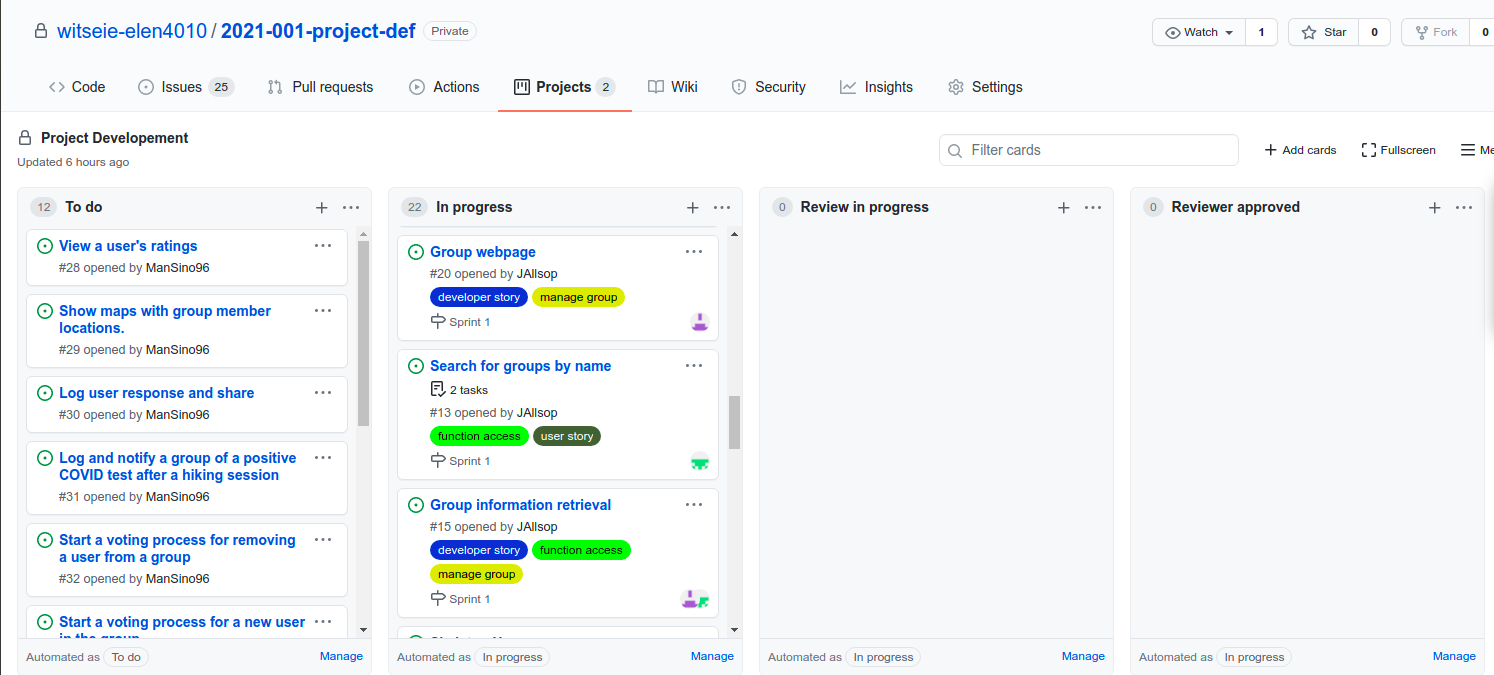 witseie-elen4010 / 2021-001-project-def Private
Watch 1 Star 0 Fork 0
Code Issues 25 Pull requests Actions Projects 2 Wiki Security Insights Settings
Project Developement
Updated 6 hours ago
Filter cards
Add cards Fullscreen
12 To do
View a user's ratings
#28 opened by ManSino96
Show maps with group member
locations.
#29 opened by ManSino96
Log user response and share
#30 opened by ManSino96
Log and notify a group of a positive
COVID test after a hiking session
#31 opened by ManSino96
Start a voting process for removing
a user from a group
#32 opened by ManSino96
Start a voting process for a new user
in the group
Automated as To do Manage
22 In progress
Group webpage
#20 opened by JAllsop
developer story manage group
Sprint 1
Search for groups by name
2 tasks
#13 opened by JAllsop
function access user story
Sprint 1
Group information retrieval
#15 opened by JAllsop
developer story function access
manage group
Sprint 1
Automated as In progress Manage
0 Review in progress
Automated as In progress Manage
0 Reviewer approved
Automated as In progress Manage